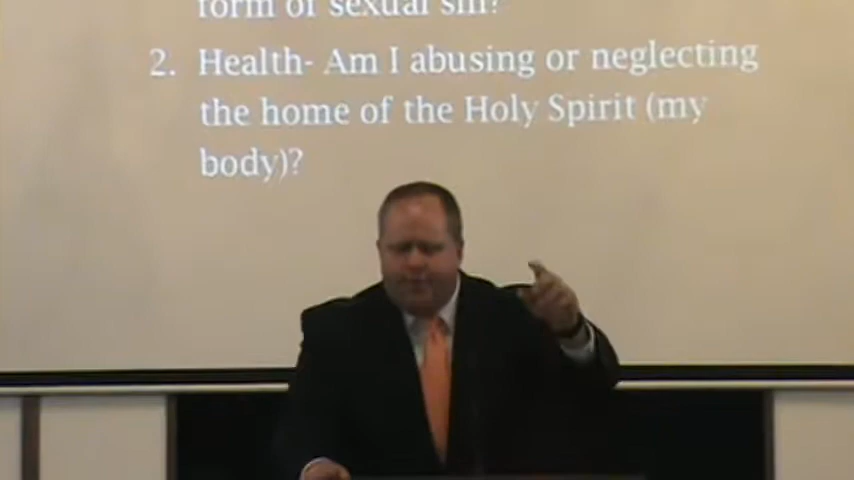 form of sexual sin?
2. Health- Am I abusing or neglecting
the home of the Holy Spirit (my
body)?